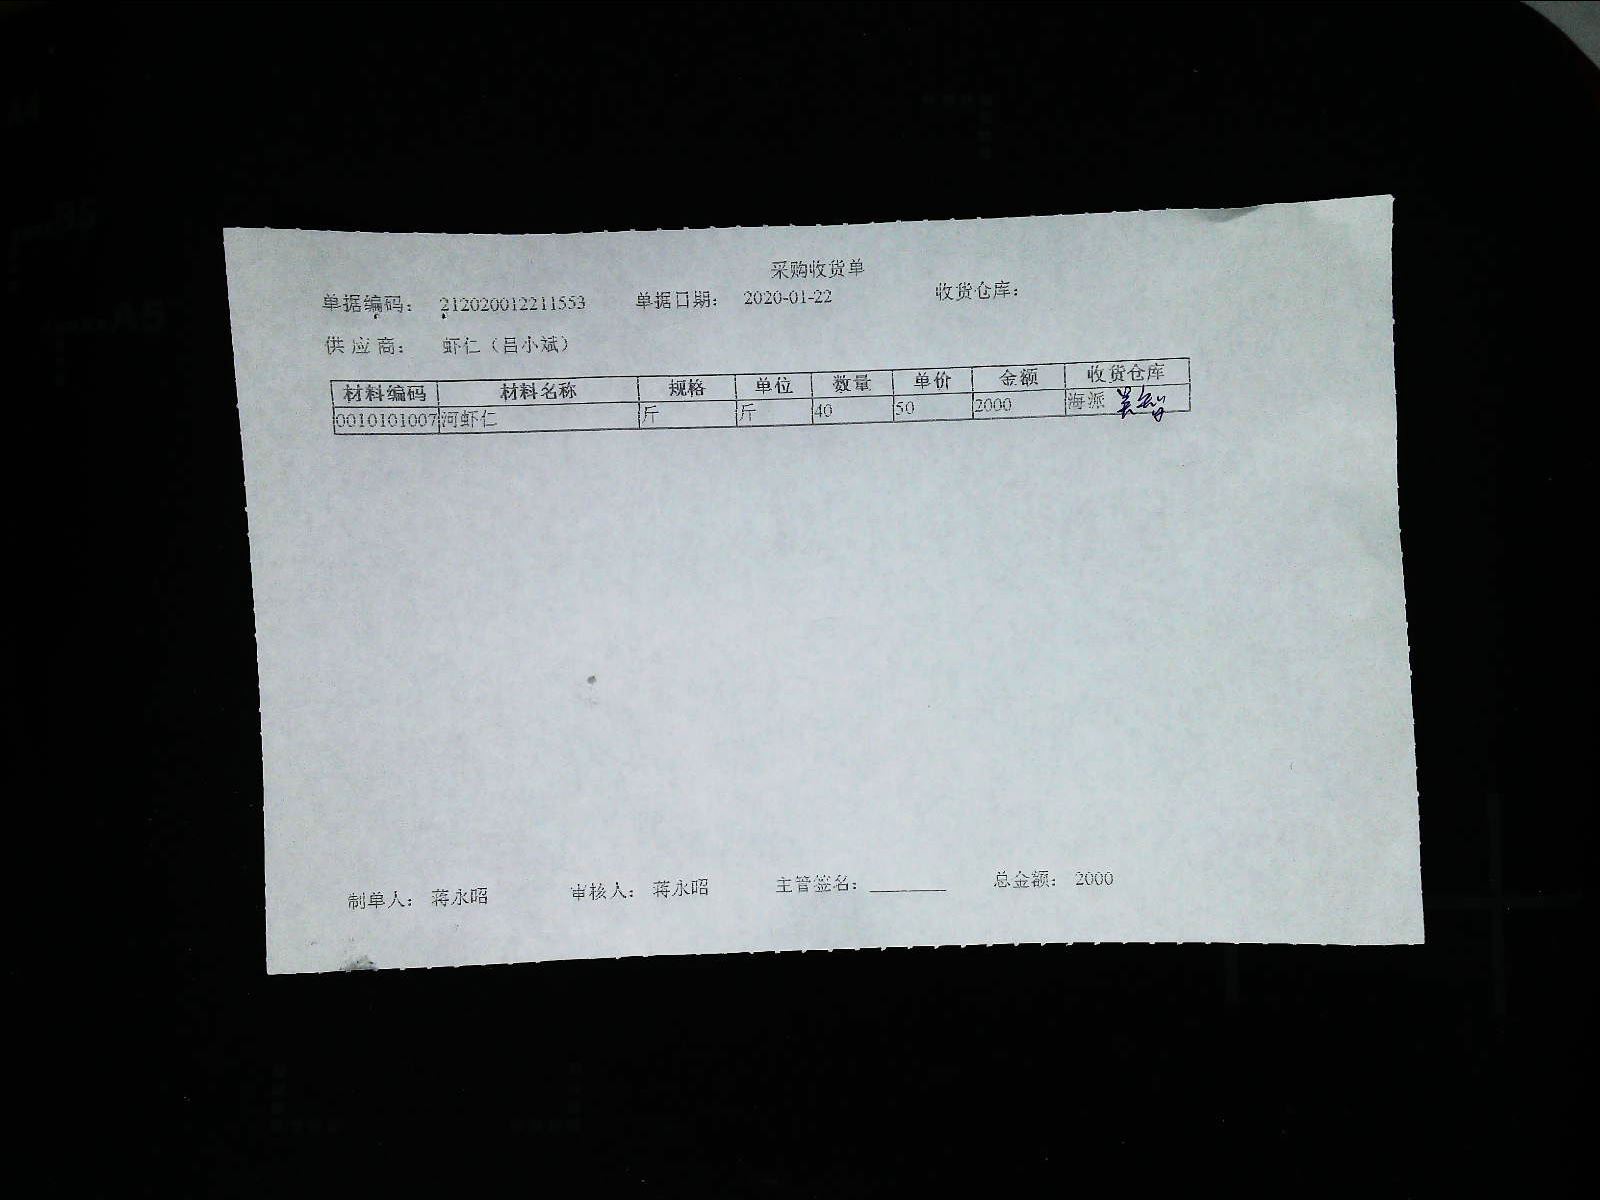 采购收货单
单据编码： 212020012211553 单据日期： 2020-01-22 收货仓库：
供 应 商： 虾仁（吕小斌）
材料编码 材料名称 规格 单位 数量 单价 金额 收货仓库
0010101007 河虾仁 斤 斤 40 50 2000 海派
制单人： 蒋永昭 审核人： 蒋永昭 主管签名：________ 总金额： 2000